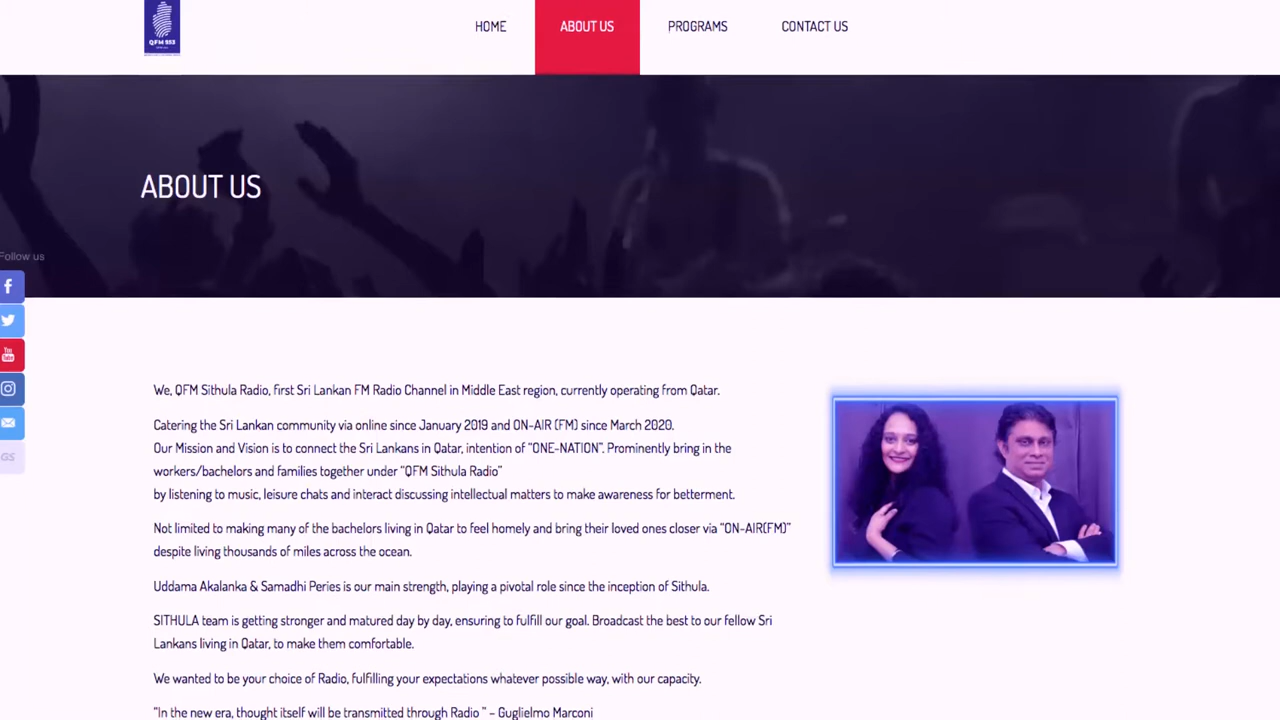 QFM 953
HOME
ABOUT US
PROGRAMS
CONTACT US
ABOUT US
Follow us
You
Tube
GS
We, QFM Sithula Radio, first Sri Lankan FM Radio Channel in Middle East region, currently operating from Qatar.
Catering the Sri Lankan community via online since January 2019 and ON-AIR (FM) since March 2020.
Our Mission and Vision is to connect the Sri Lankans in Qatar, intention of “ONE-NATION”. Prominently bring in the
workers/bachelors and families together under “QFM Sithula Radio”
by listening to music, leisure chats and interact discussing intellectual matters to make awareness for betterment.
Not limited to making many of the bachelors living in Qatar to feel homely and bring their loved ones closer via “ON-AIR(FM)”
despite living thousands of miles across the ocean.
Uddama Akalanka & Samadhi Peries is our main strength, playing a pivotal role since the inception of Sithula.
SITHULA team is getting stronger and matured day by day, ensuring to fulfill our goal. Broadcast the best to our fellow Sri
Lankans living in Qatar, to make them comfortable.
We wanted to be your choice of Radio, fulfilling your expectations whatever possible way, with our capacity.
“In the new era, thought itself will be transmitted through Radio ” – Guglielmo Marconi